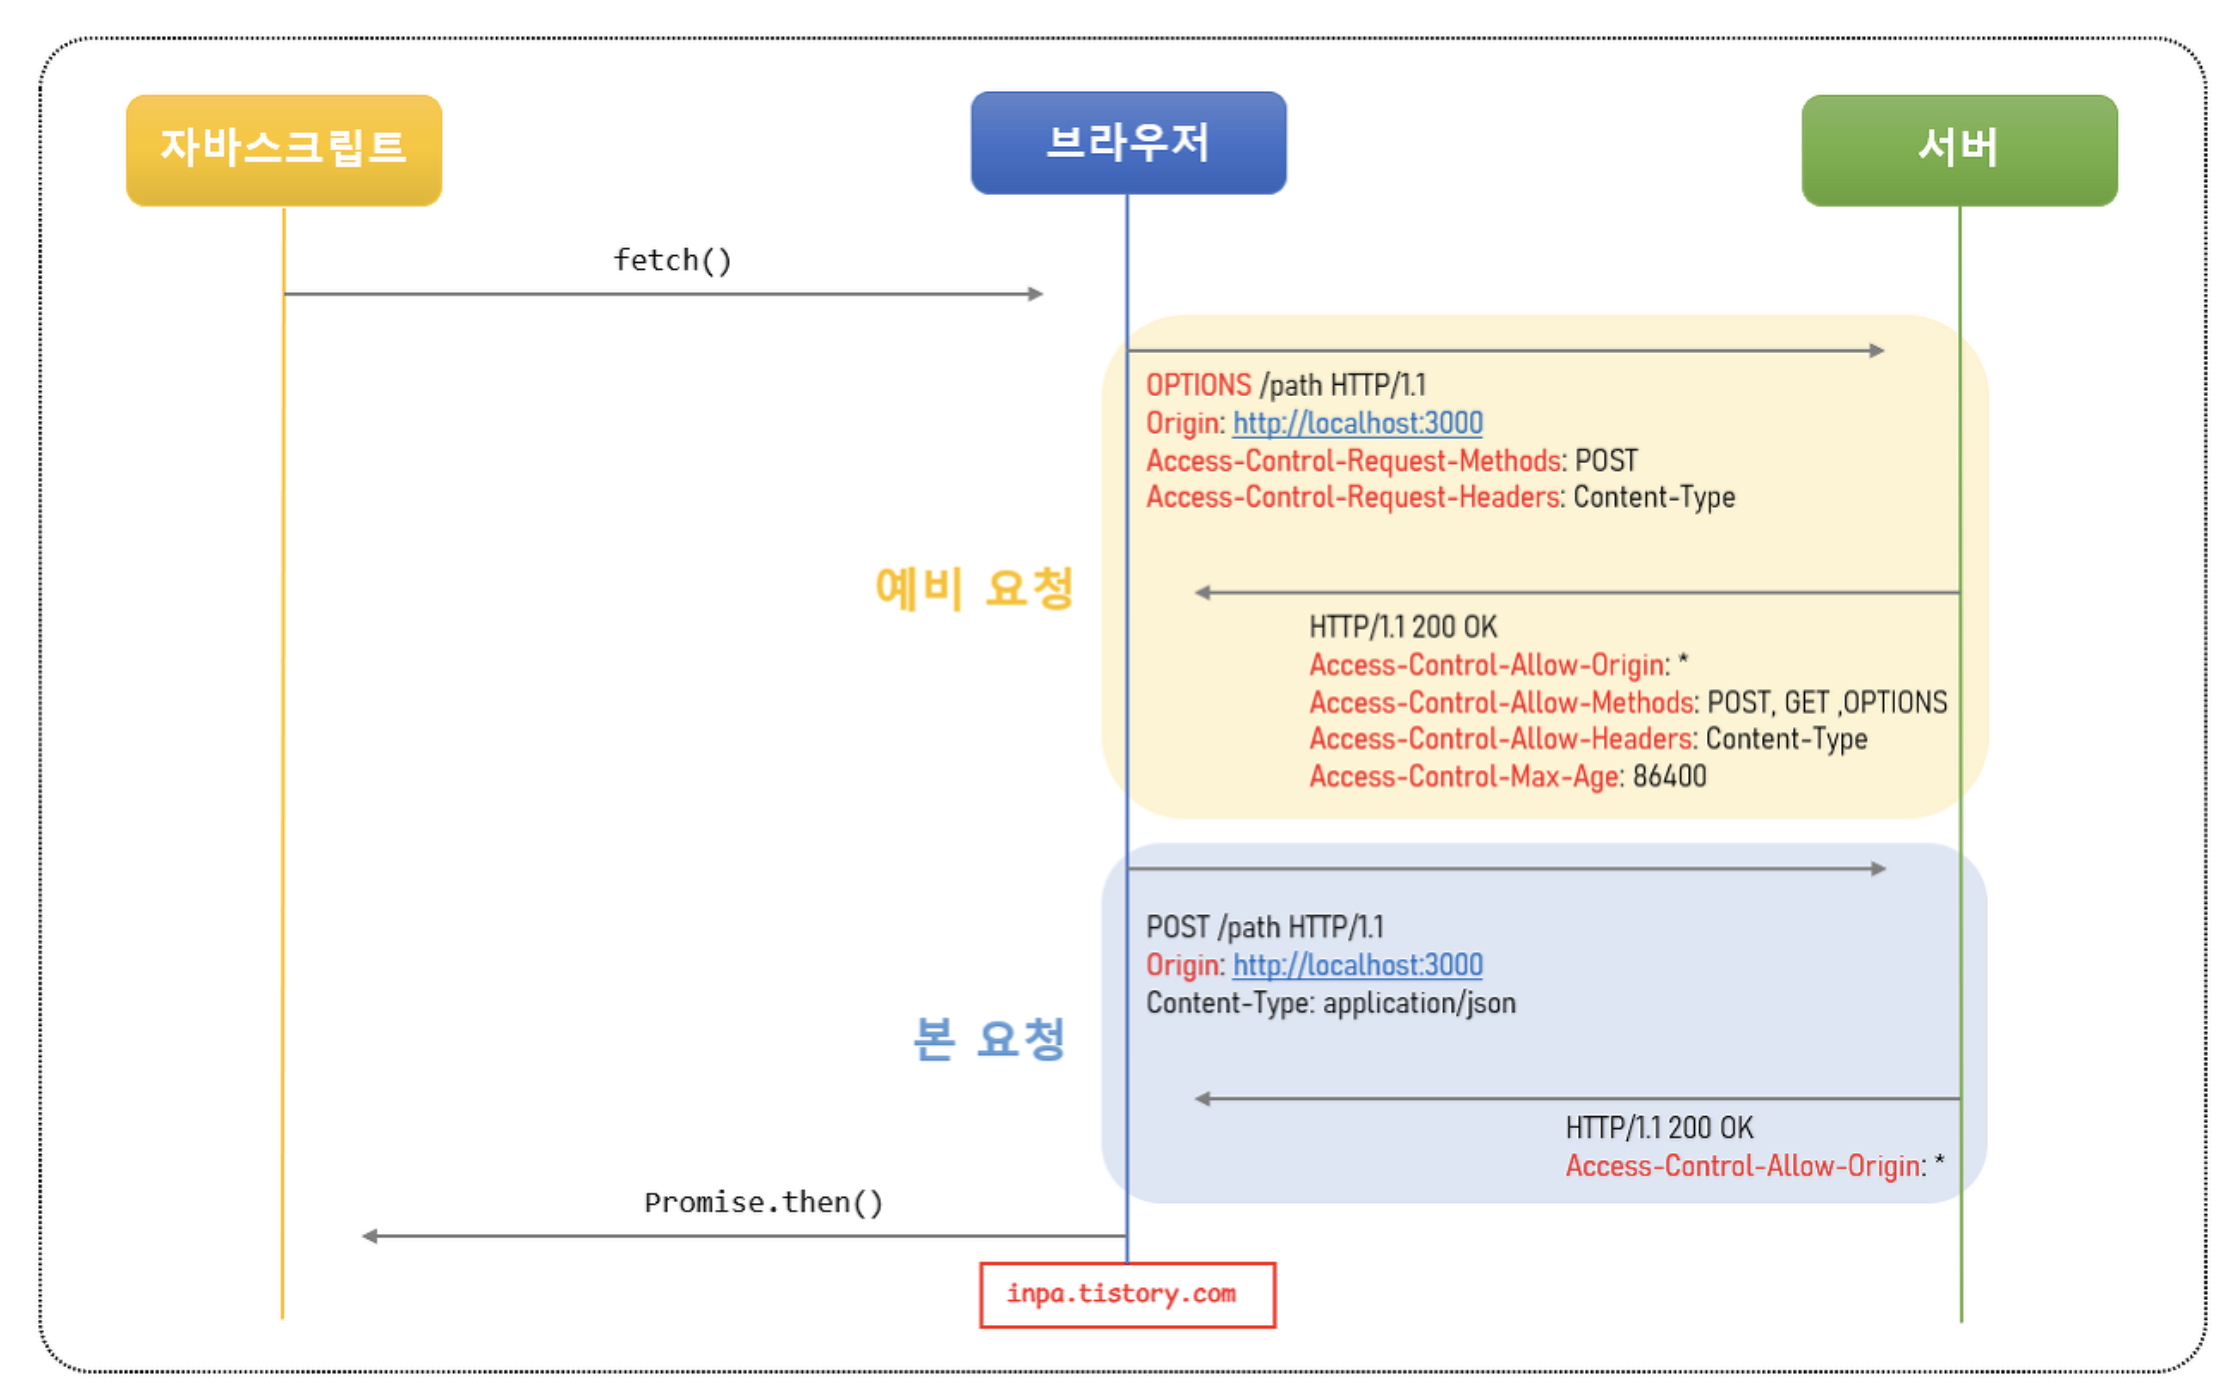 자바스크립트
브라우저
서버
fetch()
OPTIONS /path HTTP/1.1
Origin: http://localhost:3000
Access-Control-Request-Methods: POST
Access-Control-Request-Headers: Content-Type
예비 요청
HTTP/1.1 200 OK
Access-Control-Allow-Origin: *
Access-Control-Allow-Methods: POST, GET ,OPTIONS
Access-Control-Allow-Headers: Content-Type
Access-Control-Max-Age: 86400
POST /path HTTP/1.1
Origin: http://localhost:3000
Content-Type: application/json
본 요청
HTTP/1.1 200 OK
Access-Control-Allow-Origin: *
Promise.then()
inpa.tistory.com